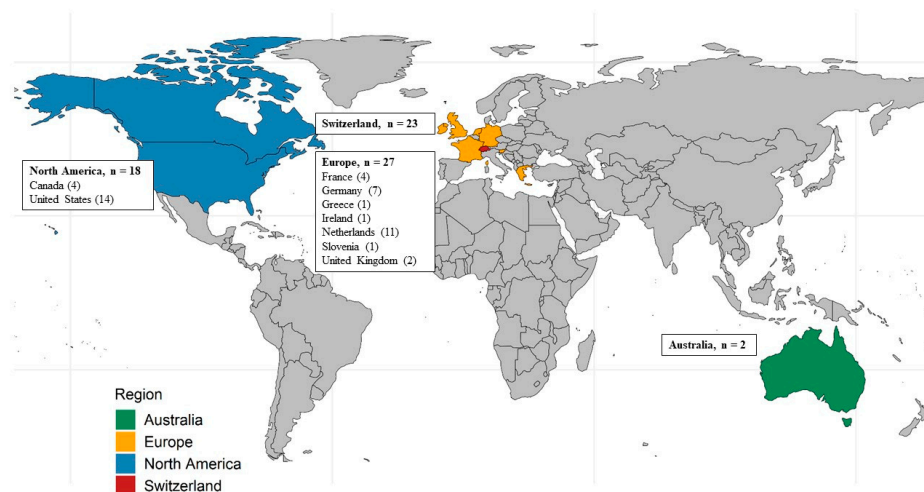 Switzerland, n = 23
North America, n = 18
Canada (4)
United States (14)
Europe, n = 27
France (4)
Germany (7)
Greece (1)
Ireland (1)
Netherlands (11)
Slovenia (1)
United Kingdom (2)
Australia, n = 2
Region
Australia
Europe
North America
Switzerland